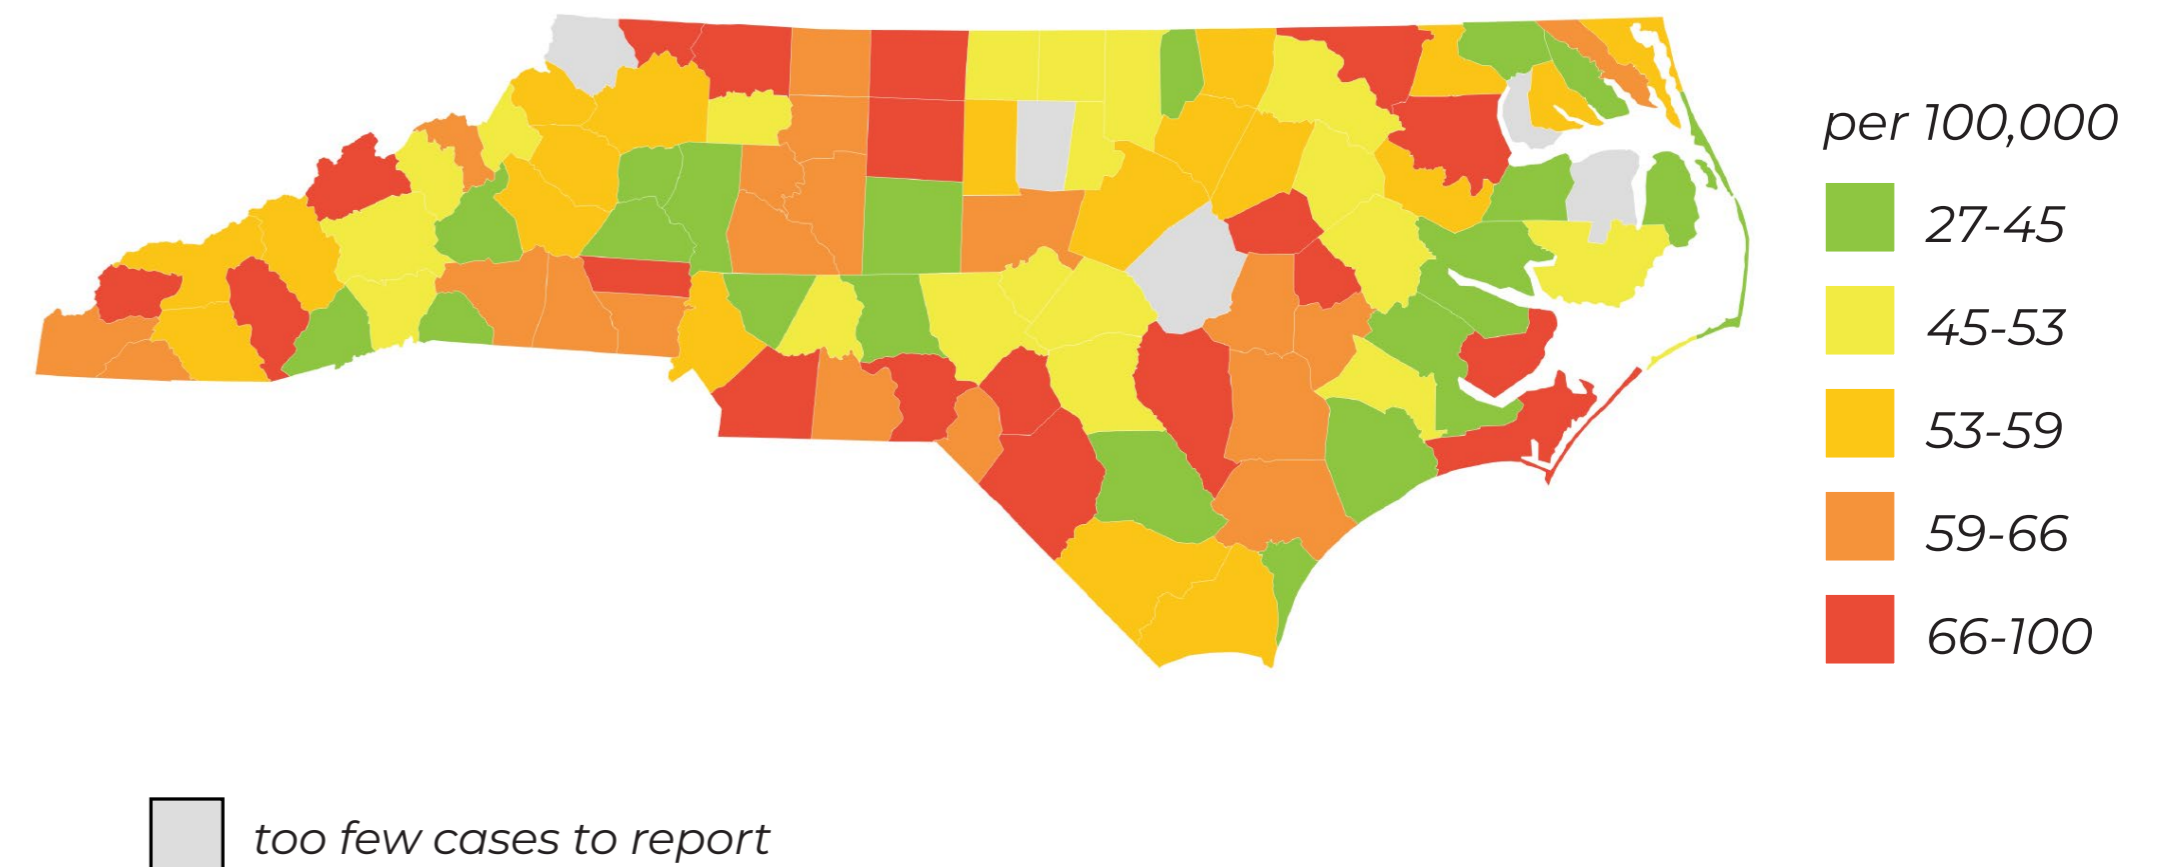 per 100,000
27-45
45-53
53-59
59-66
66-100
too few cases to report